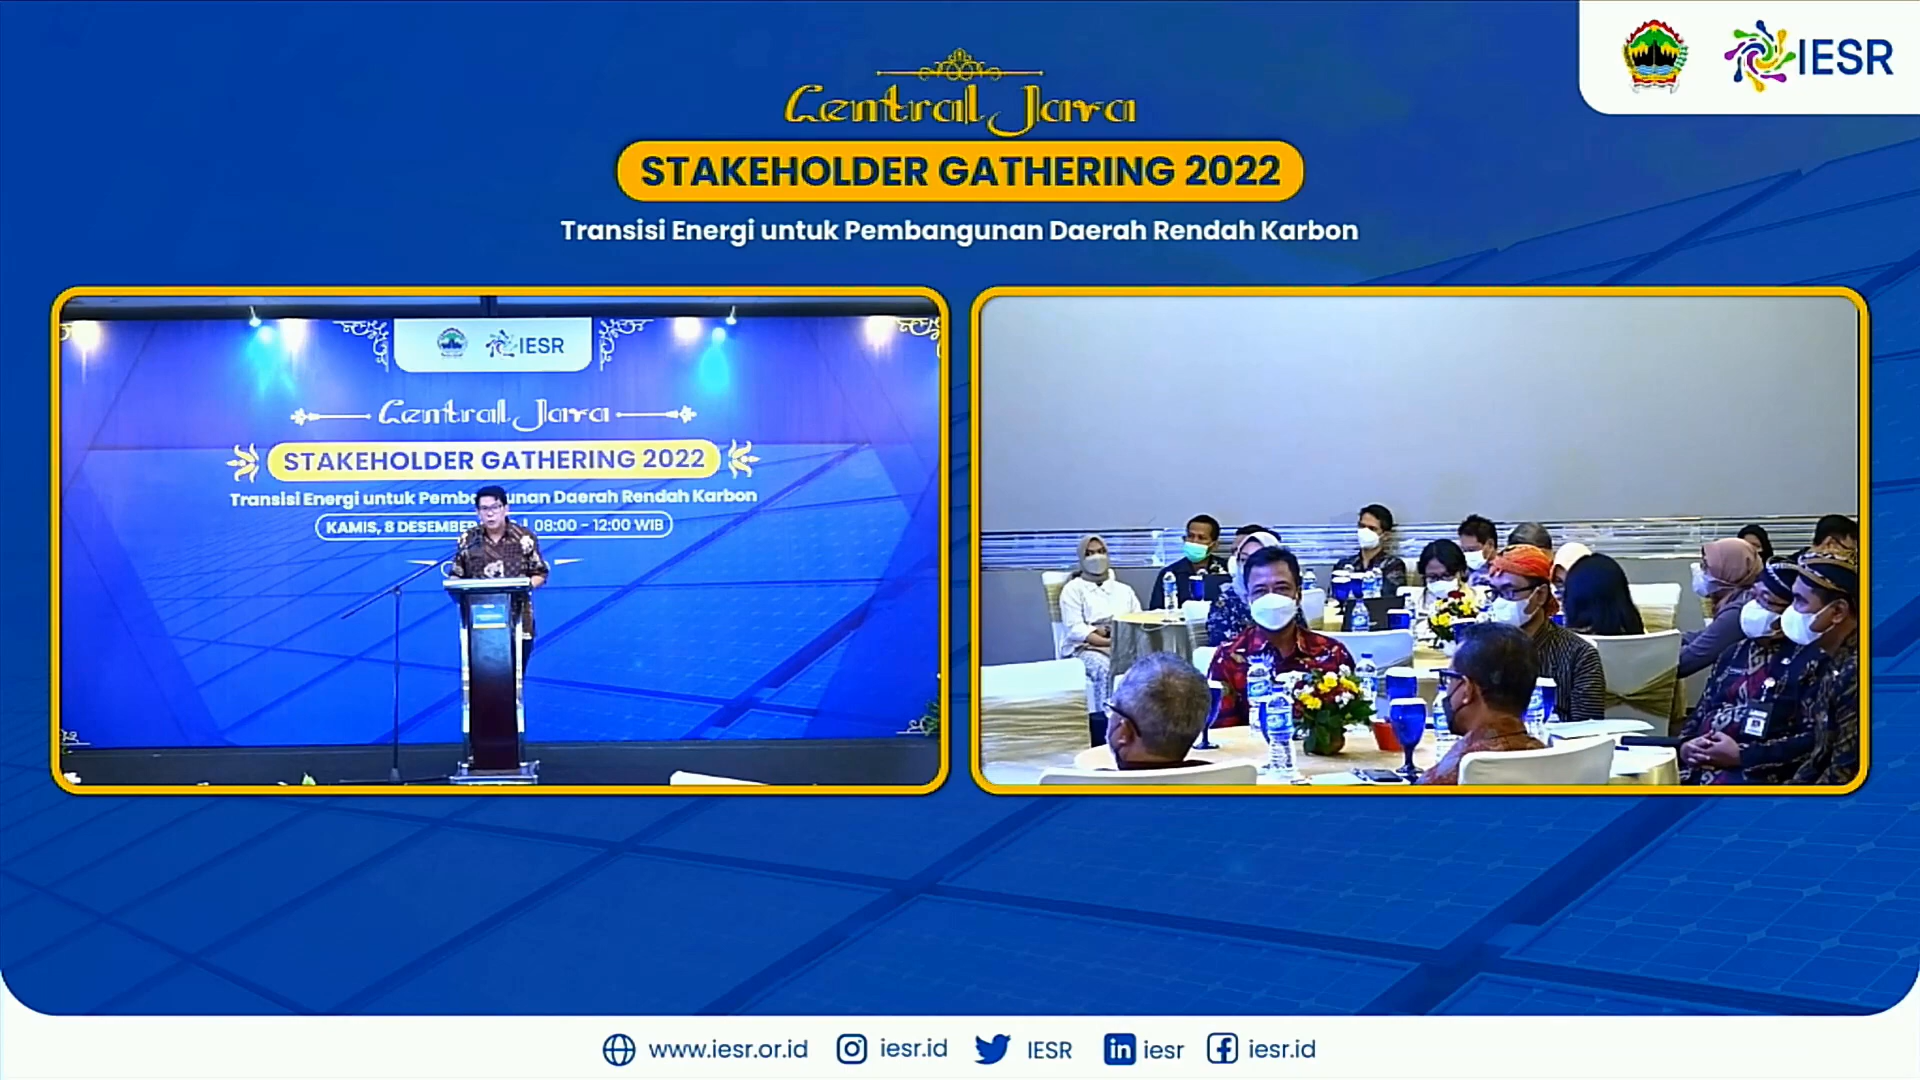 IESR
Central Java
STAKEHOLDER GATHERING 2022
Transisi Energi untuk Pembangunan Daerah Rendah Karbon
IESR
Central Java
STAKEHOLDER GATHERING 2022
Transisi Energi untuk Daerah Rendah Karbon
KAMIS, 8 DESEMBER 08:00 - 12:00 WIB
www.iesr.or.id iesr.id IESR iesr iesr.id